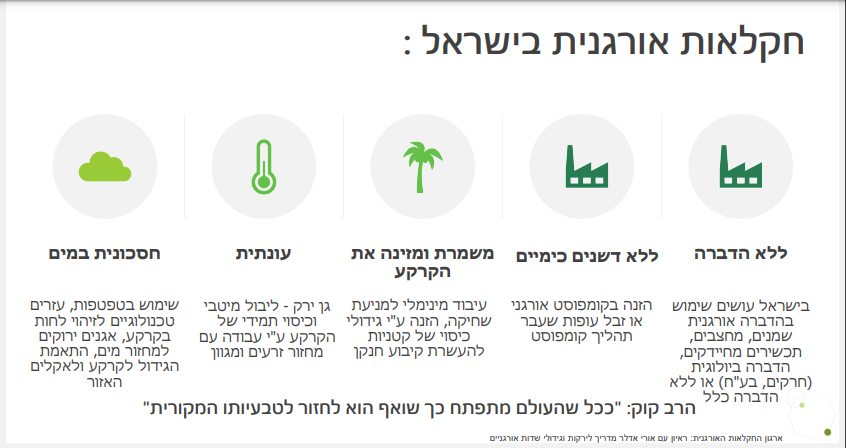 חקלאות אורגנית בישראל :
ללא הדברה
בישראל עושים שימוש
בהדברה אורגנית
שמנים, מחצבים,
תכשירים מחיידקים,
הדברה ביולוגית
(חרקים, בע"ח) או ללא
הדברה כלל
ללא דשנים כימיים
הזנה בקומפוסט אורגני
או זבל עופות שעבר
תהליך קומפוסט
משמרת ומזינה את
הקרקע
עיבוד מינימלי למניעת
שחיקה, הזנה ע"י גידולי
כיסוי של קטניות
להעשרת קיבוע חנקן
עונתית
גן ירק - ליבול מיטבי
וכיסוי תמידי של
הקרקע ע"י עבודה עם
מחזור זרעים ומגוון
חסכונית במים
שימוש בטפטפות, עזרים
טכנולוגיים לזיהוי לחות
בקרקע, אגנים ירוקים
למחזור מים, התאמת
הגידול לקרקע ולאקלים
האזור
הרב קוק: "ככל שהעולם מתפתח כך שואף הוא לחזור לטבעיותו המקורית"
ארגון החקלאות האורגנית: ראיון עם אורי אדלר מדריך לירקות וגידולי שדות אורגניים